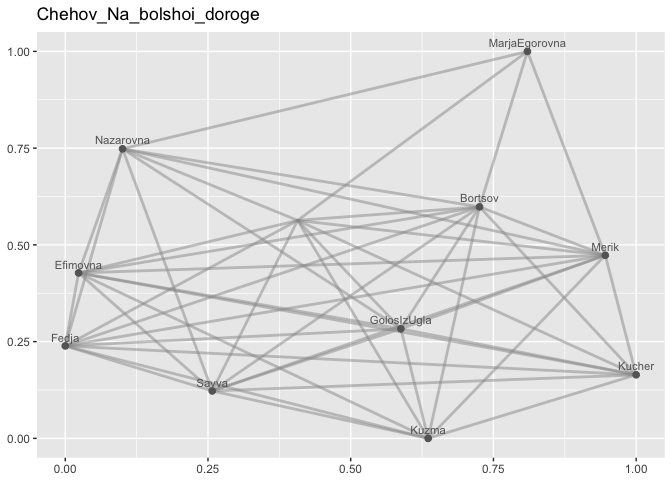 Chehov_Na_bolshoi_doroge
1.00
0.75
0.50
0.25
0.00
MarjaEgorovna
Nazarovna
Bortsov
Merik
Efimovna
GolosIzUgla
Fedja
Kucher
Savva
Kuzma
0.00 0.25 0.50 0.75 1.00